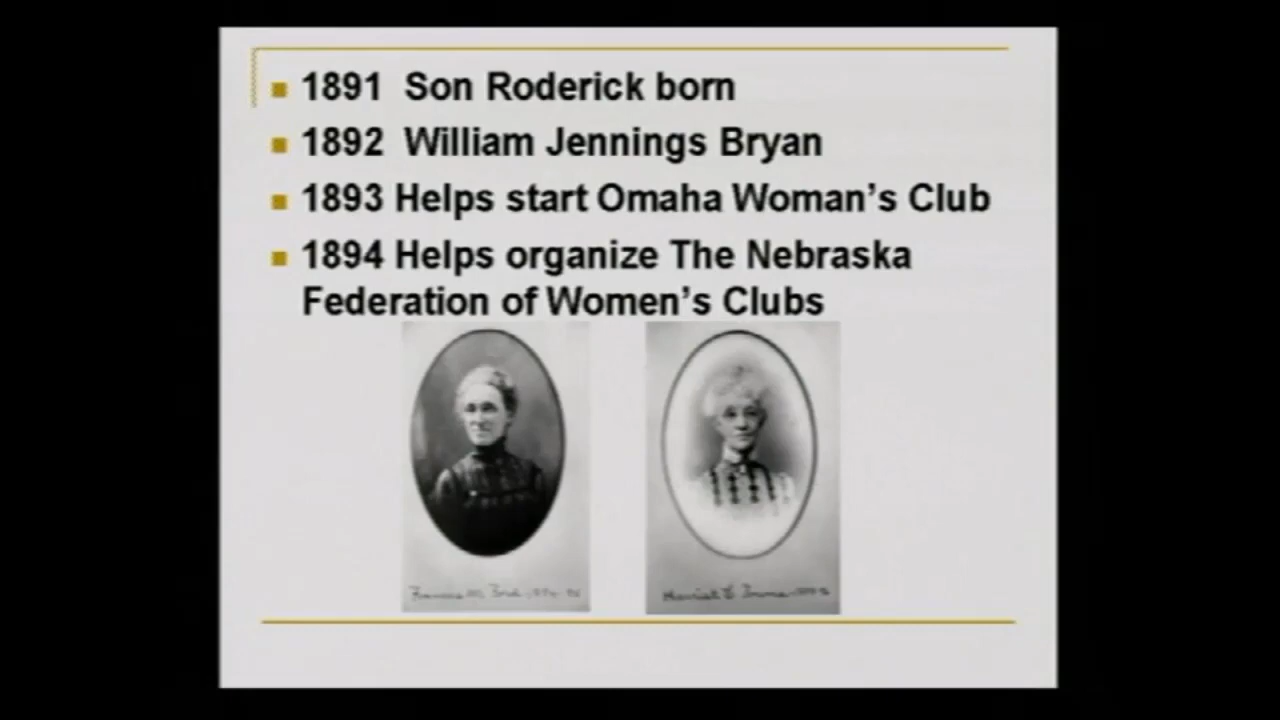 1891 Son Roderick born
1892 William Jennings Bryan
1893 Helps start Omaha Woman's Club
1894 Helps organize The Nebraska
Federation of Women's Clubs
Harriet